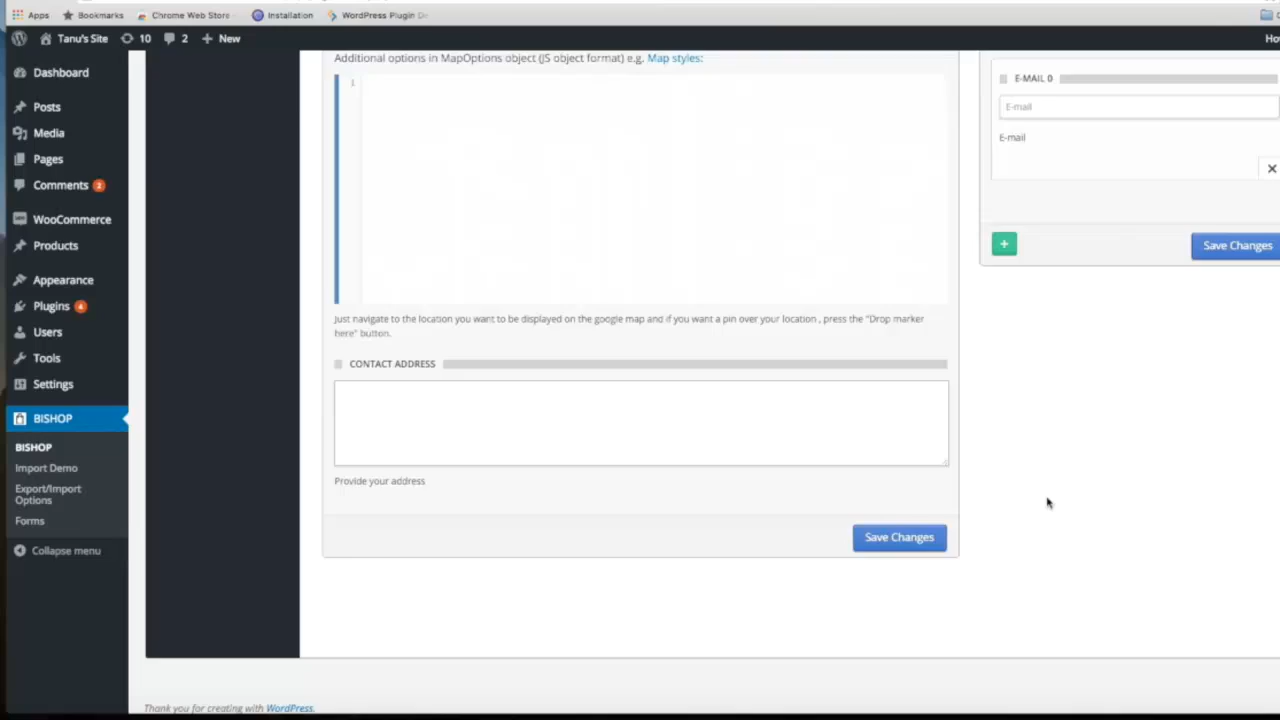 Apps Bookmarks Chrome Web Store Installation WordPress Plugin De
Tanu's Site 10 2 New
Dashboard
Posts
Media
Pages
Comments 2
WooCommerce
Products
Appearance
Plugins 4
Users
Tools
Settings
BISHOP
BISHOP
Import Demo
Export/Import
Options
Forms
Collapse menu
Additional options in MapOptions object (JS object format) e.g. Map styles:
1
Just navigate to the location you want to be displayed on the google map and if you want a pin over your location , press the "Drop marker
here" button.
CONTACT ADDRESS
Provide your address
Save Changes
E-MAIL 0
E-mail
E-mail
Save Changes
Thank you for creating with WordPress.